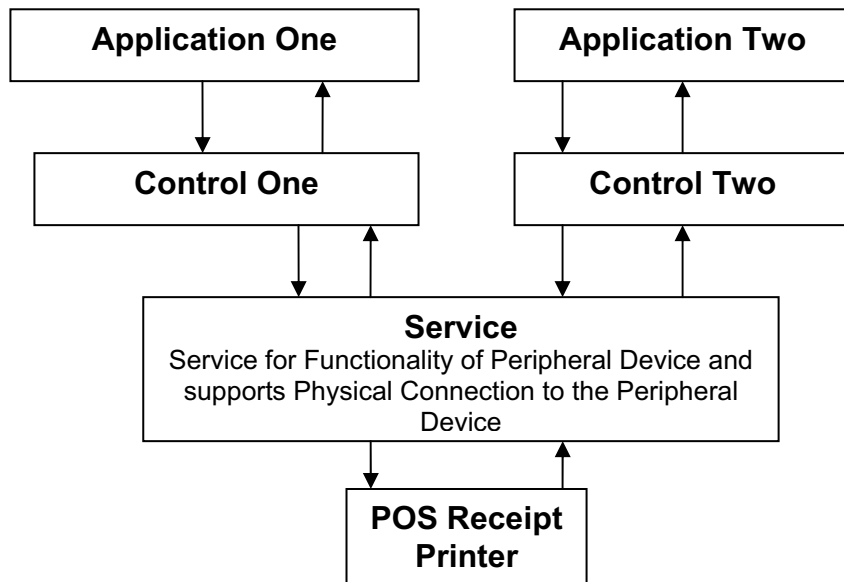 Application One
Application Two
Control One
Control Two
Service
Service for Functionality of Peripheral Device and
supports Physical Connection to the Peripheral
Device
POS Receipt
Printer